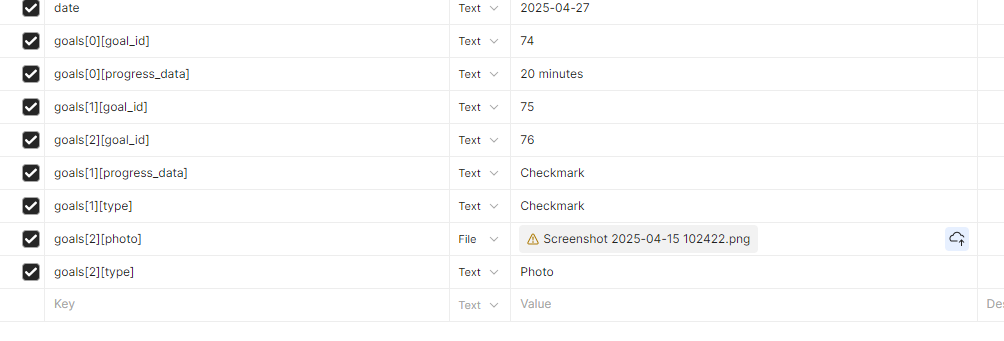 date Text 2025-04-27
goals[0][goal_id] Text 74
goals[0][progress_data] Text 20 minutes
goals[1][goal_id] Text 75
goals[2][goal_id] Text 76
goals[1][progress_data] Text Checkmark
goals[1][type] Text Checkmark
goals[2][photo] File Screenshot 2025-04-15 102422.png
goals[2][type] Text Photo
Key Text Value Des